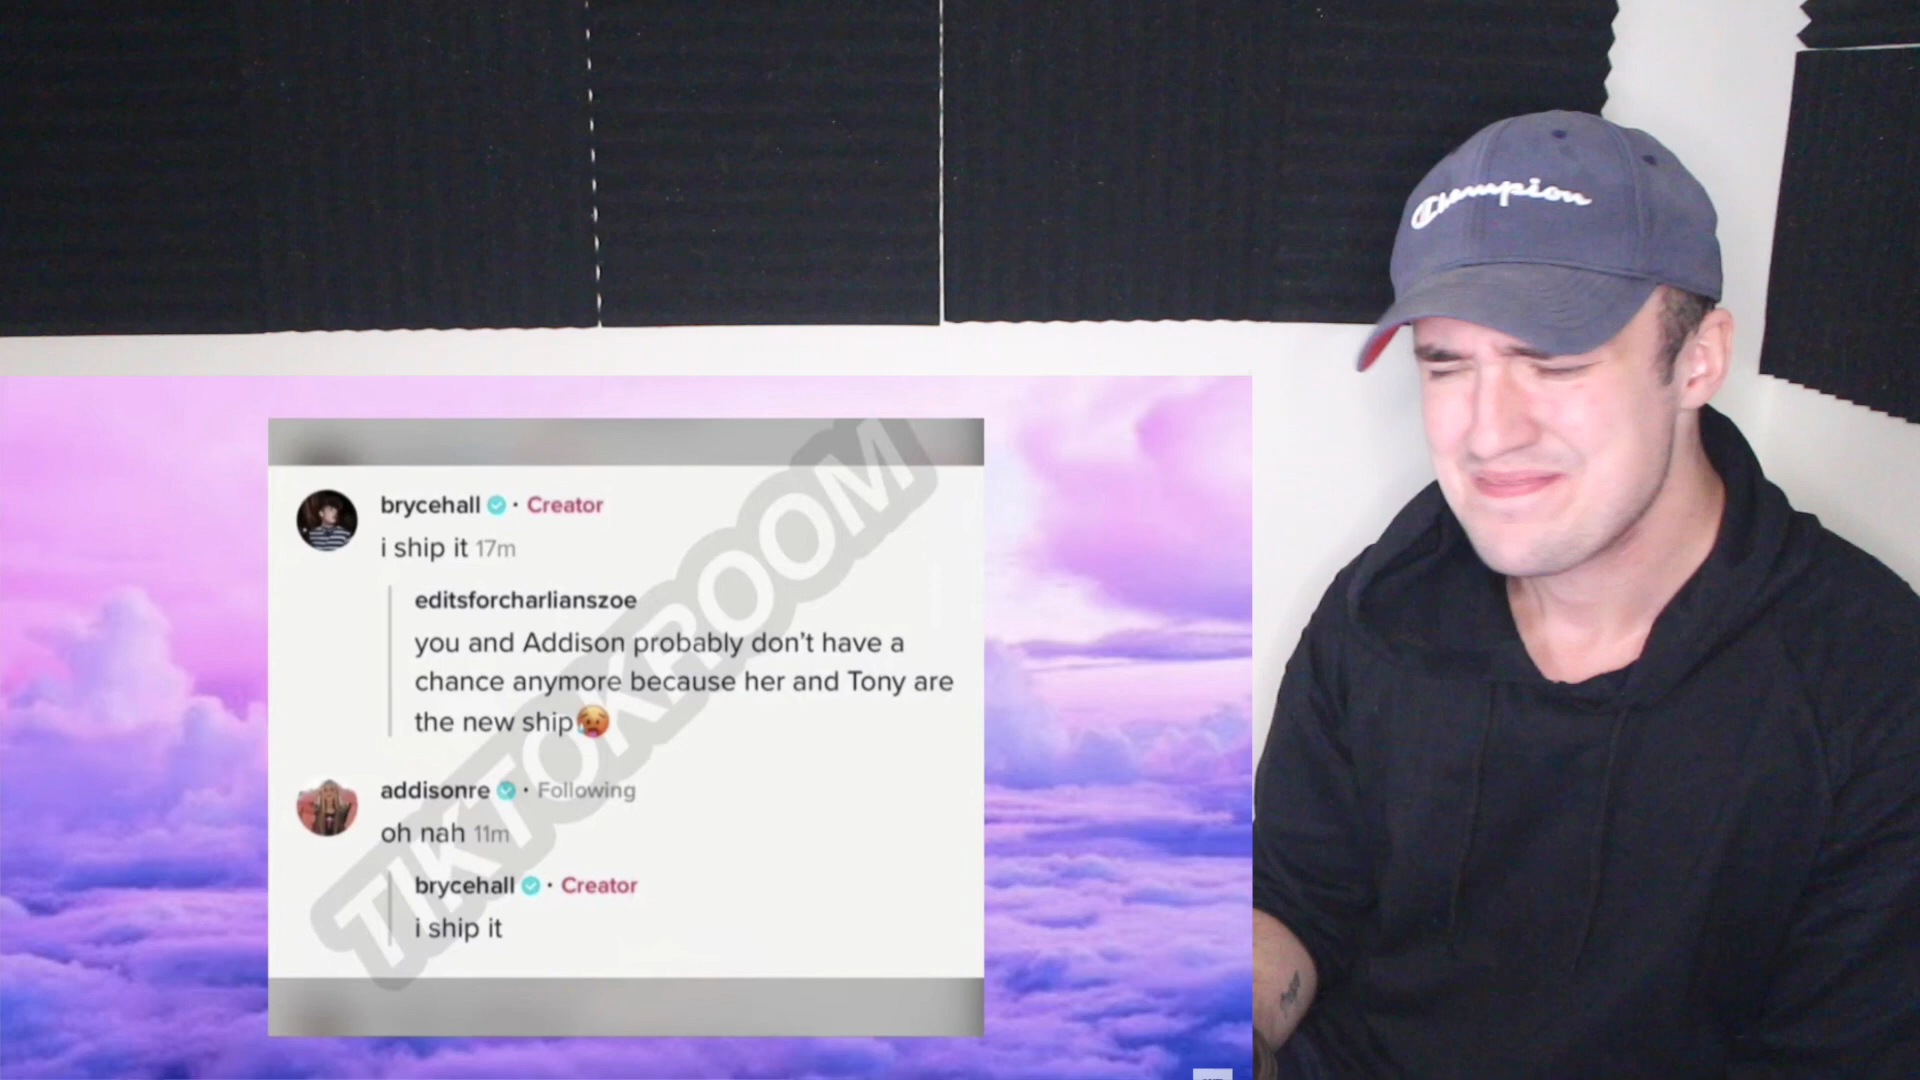 Champion
TIKTOKROOM
brycehall · Creator
i ship it 17m
editsforcharlianszoe
you and Addison probably don't have a
chance anymore because her and Tony are
the new ship🥵
addisonre · Following
oh nah 11m
brycehall · Creator
i ship it